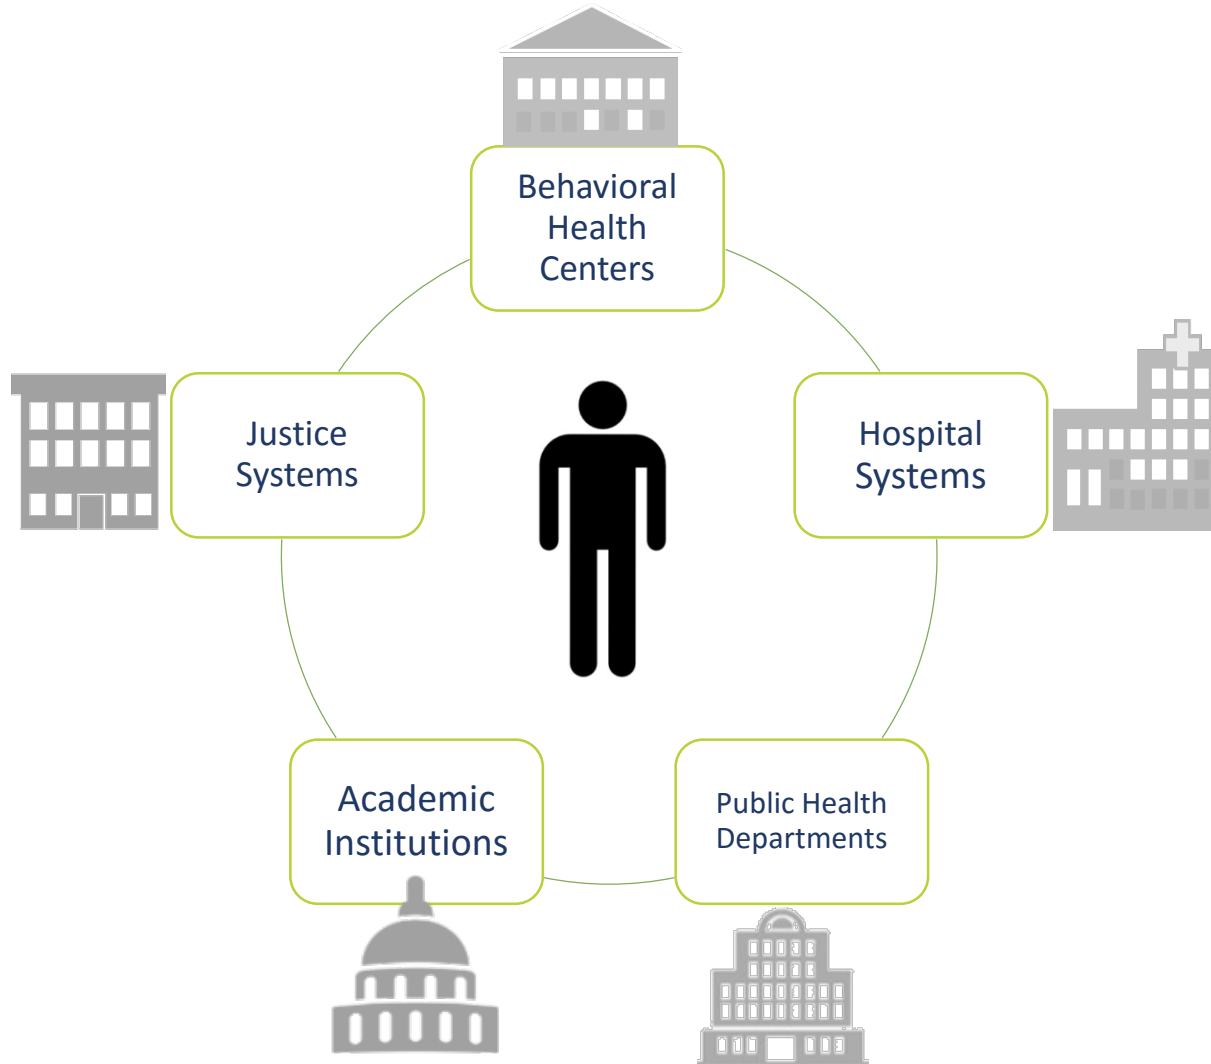 Behavioral
Health
Centers
Justice
Systems
Hospital
Systems
Academic
Institutions
Public Health
Departments